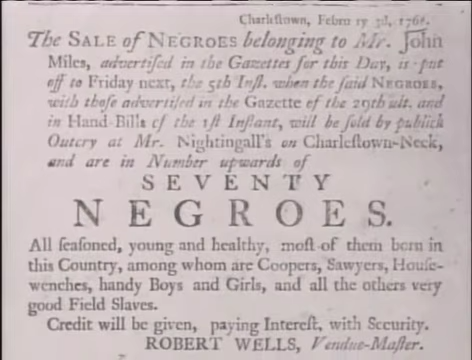 Charlestown, Febru ry 3d, 1768.
The SALE of NEGROES belonging to Mr. John
Miles, advertised in the Gazettes for this Day, is put
off to Friday next, the 5th Inst. when the said NEGROES,
with those advertised in the Gazette of the 29th ult. and
in Hand-Bills of the 1st Instant, will be sold by publick
Outcry at Mr. Nightingall's on Charlestown-Neck,
and are in Number upwards of
SEVENTY
NEGROES.
All seasoned, young and healthy, most of them born in
this Country, among whom are Coopers, Sawyers, House-
wenches, handy Boys and Girls, and all the others very
good Field Slaves.
Credit will be given, paying Interest, with Security.
ROBERT WELLS, Vendue-Master.